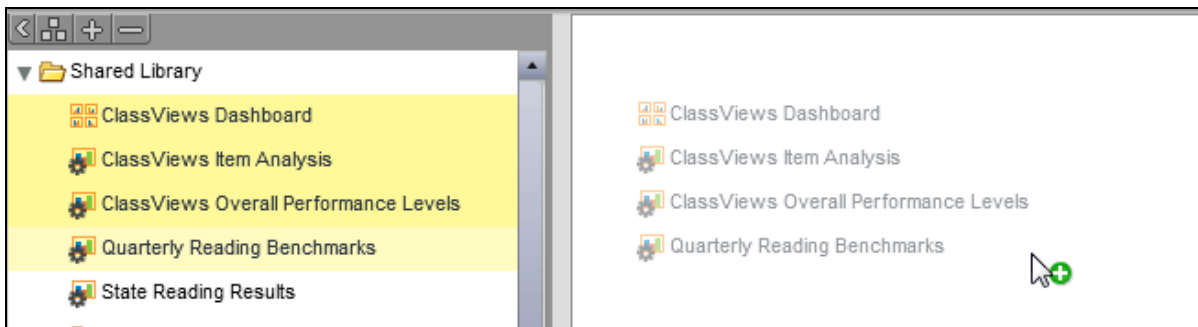 Shared Library
ClassViews Dashboard
ClassViews Item Analysis
ClassViews Overall Performance Levels
Quarterly Reading Benchmarks
State Reading Results
ClassViews Dashboard
ClassViews Item Analysis
ClassViews Overall Performance Levels
Quarterly Reading Benchmarks